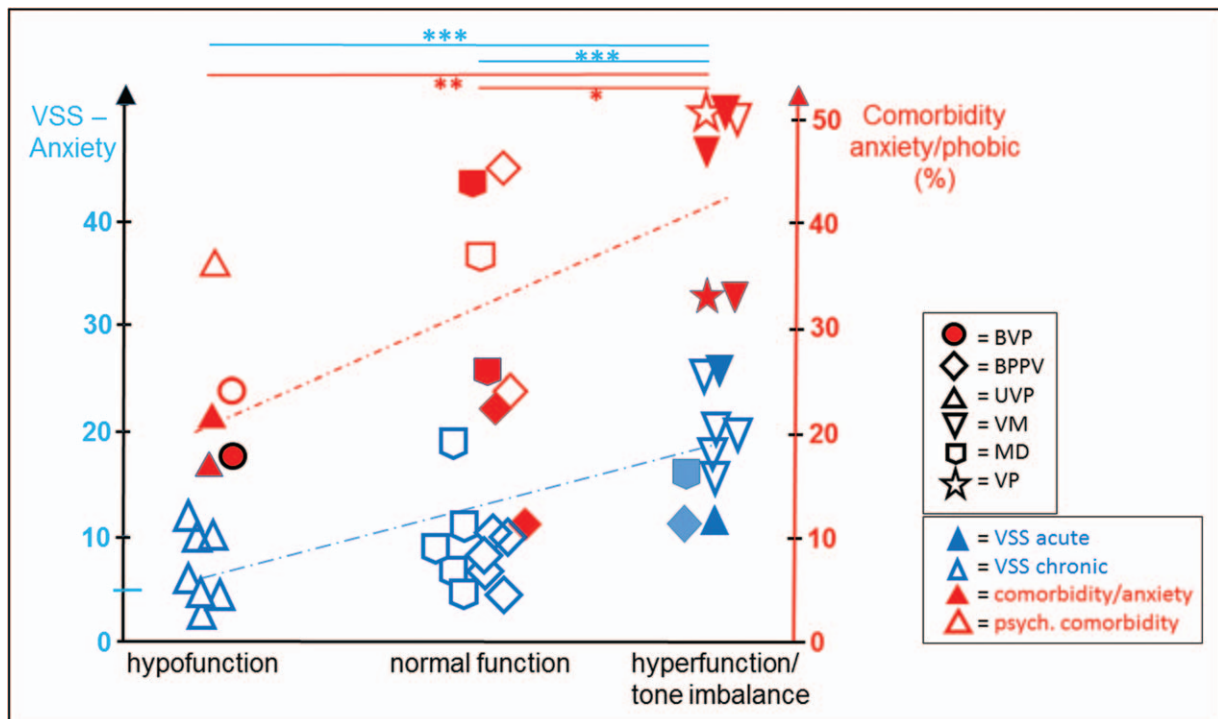 ***
***
**
*
VSS –
Anxiety
Comorbidity
anxiety/phobic
(%)
40
30
20
10
0
50
40
30
20
10
0
hypofunction
normal function
hyperfunction/
tone imbalance
= BVP
= BPPV
= UVP
= VM
= MD
= VP
= VSS acute
= VSS chronic
= comorbidity/anxiety
= psych. comorbidity